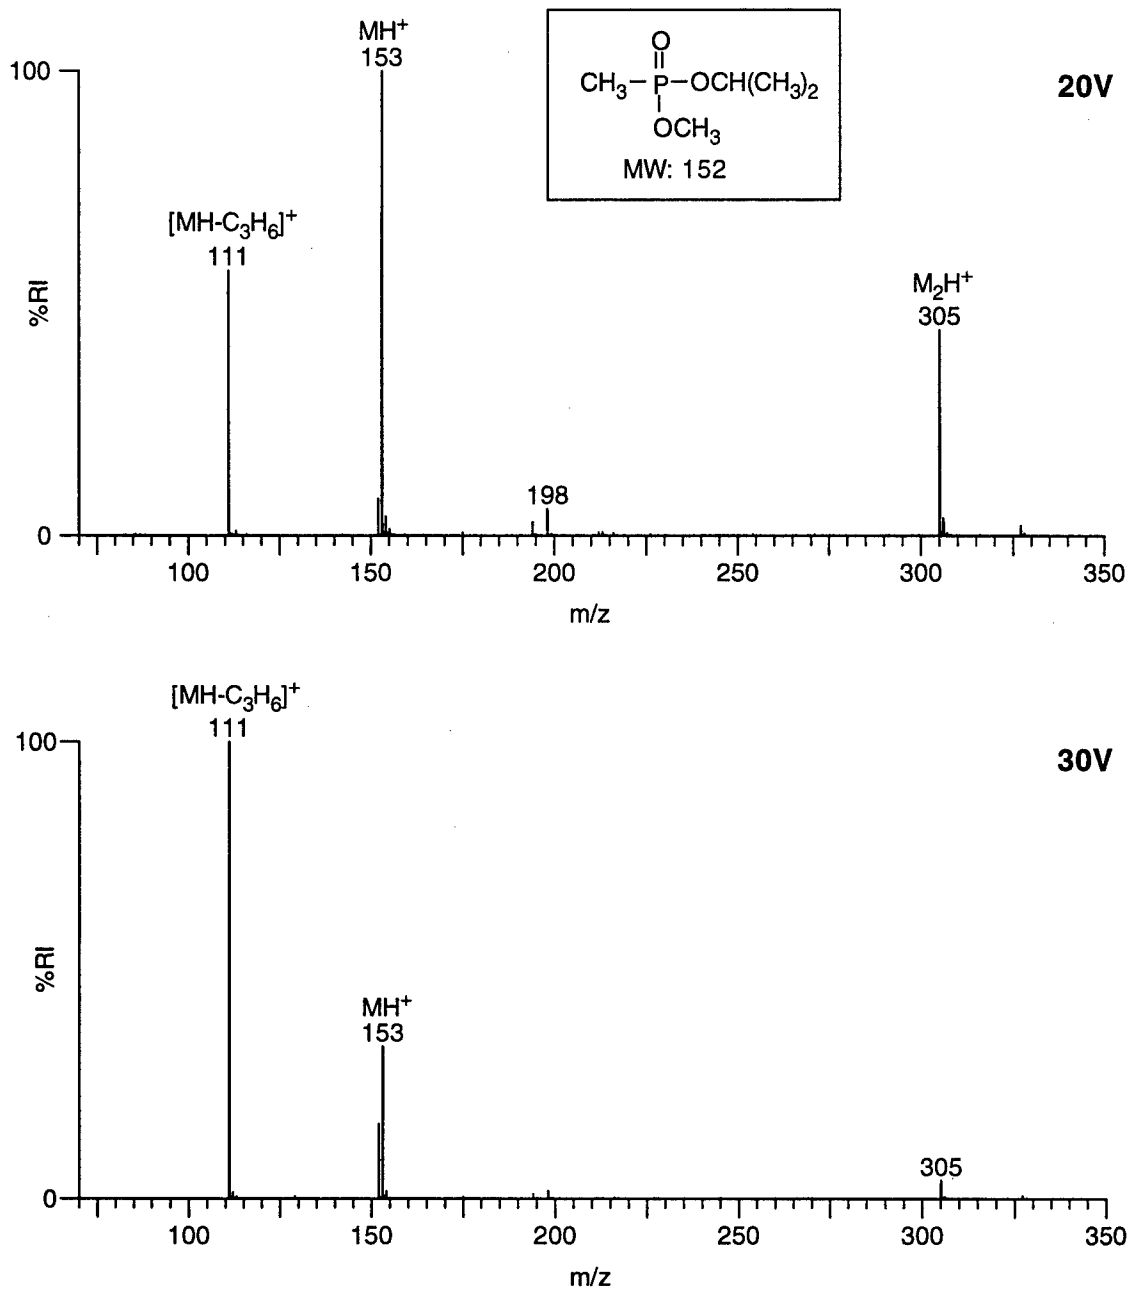 MH+
153
100
O
CH3-P-OCH(CH3)2
OCH3
MW: 152
20V
[MH-C3H6]+
111
M2H+
305
%RI
198
0
100 150 200 250 300 350
m/z
[MH-C3H6]+
111
100
30V
%RI
MH+
153
305
0
100 150 200 250 300 350
m/z